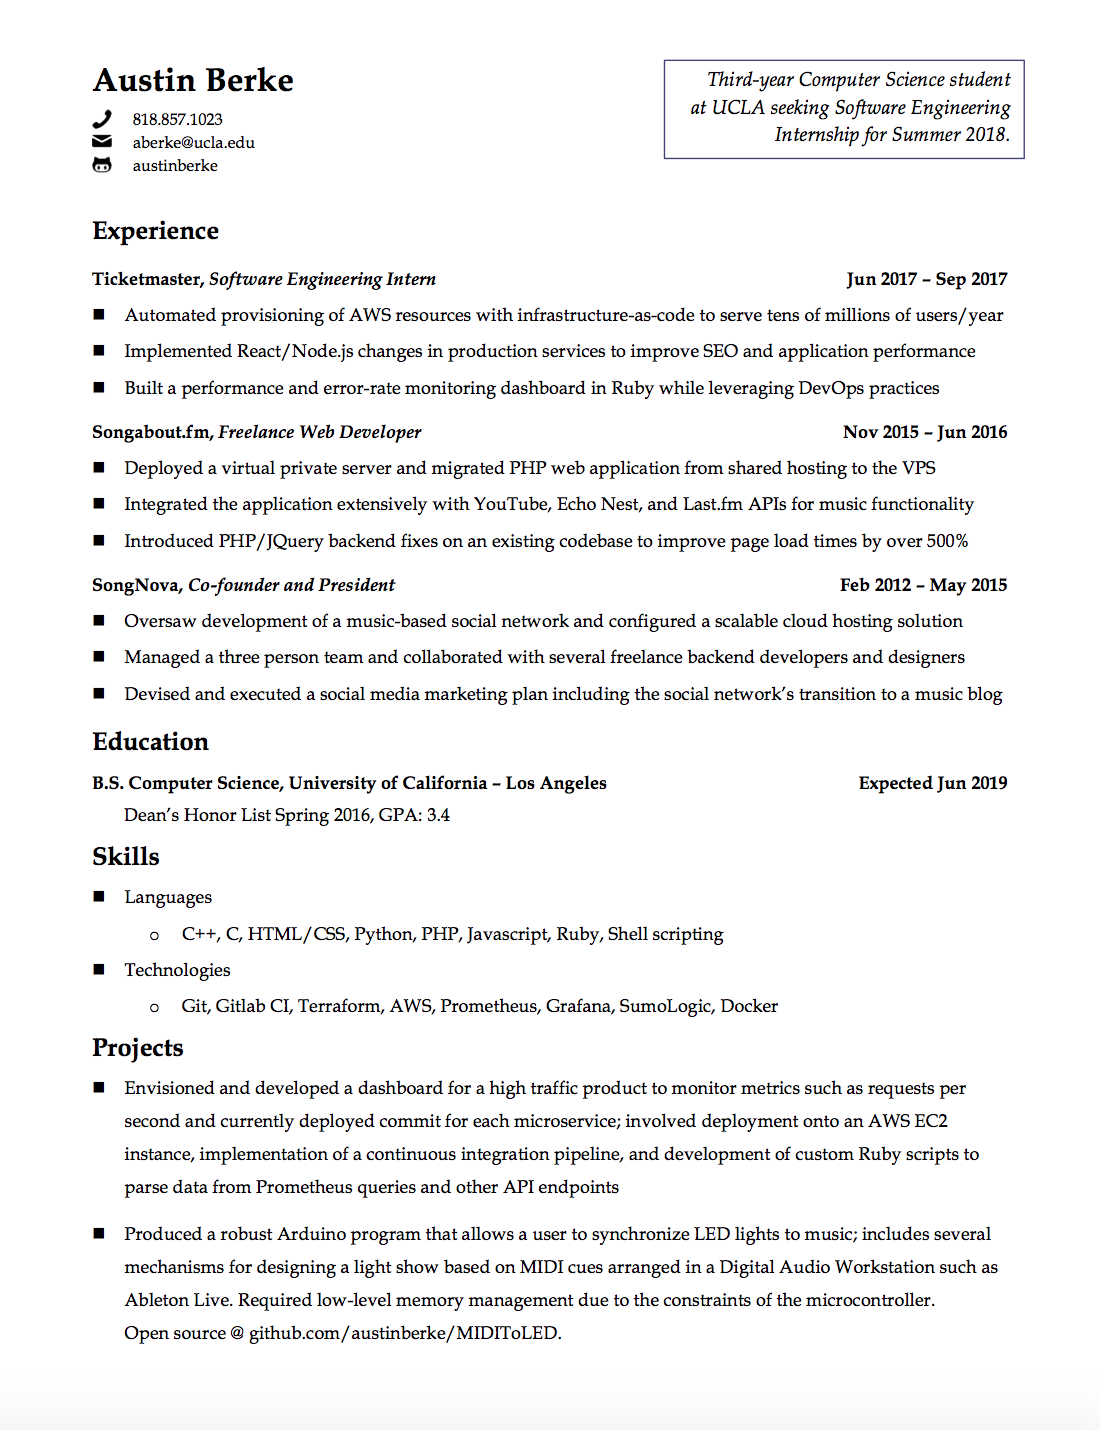 Austin Berke
818.857.1023
aberke@ucla.edu
austinberke
Third-year Computer Science student
at UCLA seeking Software Engineering
Internship for Summer 2018.
Experience
Ticketmaster, Software Engineering Intern Jun 2017 – Sep 2017
■ Automated provisioning of AWS resources with infrastructure-as-code to serve tens of millions of users/year
■ Implemented React/Node.js changes in production services to improve SEO and application performance
■ Built a performance and error-rate monitoring dashboard in Ruby while leveraging DevOps practices
Songabout.fm, Freelance Web Developer Nov 2015 – Jun 2016
■ Deployed a virtual private server and migrated PHP web application from shared hosting to the VPS
■ Integrated the application extensively with YouTube, Echo Nest, and Last.fm APIs for music functionality
■ Introduced PHP/JQuery backend fixes on an existing codebase to improve page load times by over 500%
SongNova, Co-founder and President Feb 2012 – May 2015
■ Oversaw development of a music-based social network and configured a scalable cloud hosting solution
■ Managed a three person team and collaborated with several freelance backend developers and designers
■ Devised and executed a social media marketing plan including the social network's transition to a music blog
Education
B.S. Computer Science, University of California – Los Angeles Expected Jun 2019
Dean's Honor List Spring 2016, GPA: 3.4
Skills
■ Languages
o C++, C, HTML/CSS, Python, PHP, Javascript, Ruby, Shell scripting
■ Technologies
o Git, Gitlab CI, Terraform, AWS, Prometheus, Grafana, SumoLogic, Docker
Projects
■ Envisioned and developed a dashboard for a high traffic product to monitor metrics such as requests per
second and currently deployed commit for each microservice; involved deployment onto an AWS EC2
instance, implementation of a continuous integration pipeline, and development of custom Ruby scripts to
parse data from Prometheus queries and other API endpoints
■ Produced a robust Arduino program that allows a user to synchronize LED lights to music; includes several
mechanisms for designing a light show based on MIDI cues arranged in a Digital Audio Workstation such as
Ableton Live. Required low-level memory management due to the constraints of the microcontroller.
Open source @ github.com/austinberke/MIDIToLED.